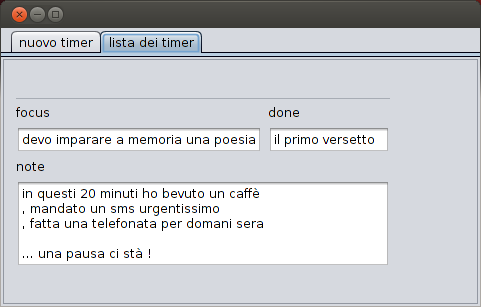 nuovo timer
lista dei timer
focus
done
devo imparare a memoria una poesia
il primo versetto
note
in questi 20 minuti ho bevuto un caffè
, mandato un sms urgentissimo
, fatta una telefonata per domani sera
... una pausa ci stà !